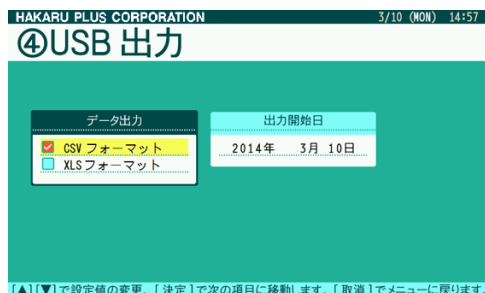 HAKARU PLUS CORPORATION 3/10 (MON) 14:57
④USB 出力
データ出力
CSV フォーマット
XLSフォーマット
出力開始日
2014年 3月 10日
[▲][▼]で設定値の変更、[決定]で次の項目に移動します。[取消]でメニューに戻ります。